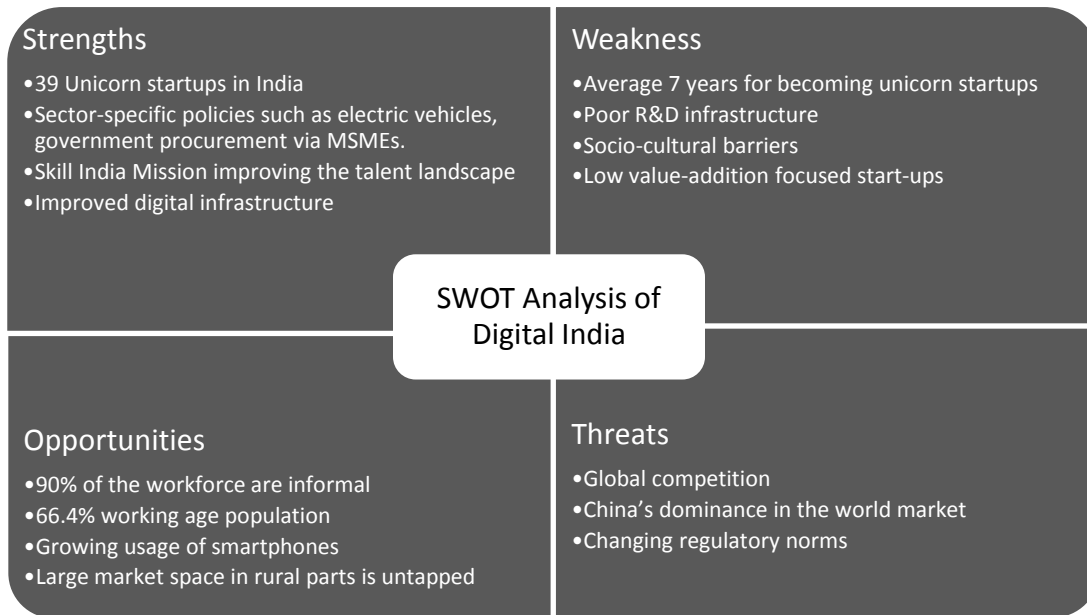 Strengths
•39 Unicorn startups in India
•Sector-specific policies such as electric vehicles,
government procurement via MSMEs.
•Skill India Mission improving the talent landscape
•Improved digital infrastructure
Weakness
•Average 7 years for becoming unicorn startups
•Poor R&D infrastructure
•Socio-cultural barriers
•Low value-addition focused start-ups
SWOT Analysis of
Digital India
Opportunities
•90% of the workforce are informal
•66.4% working age population
•Growing usage of smartphones
•Large market space in rural parts is untapped
Threats
•Global competition
•China’s dominance in the world market
•Changing regulatory norms